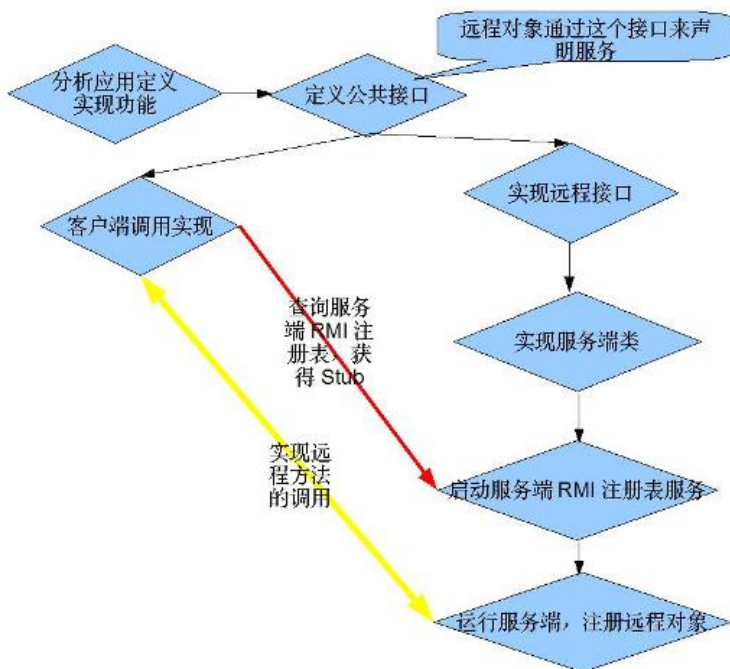 远程对象通过这个接口来声
明服务
分析应用定义
实现功能
定义公共接口
实现远程接口
客户端调用实现
查询服务
端 RMI 注
册表，获
得 Stub
实现服务端类
实现远
程方法
的调用
启动服务端 RMI 注册表服务
运行服务端，注册远程对象